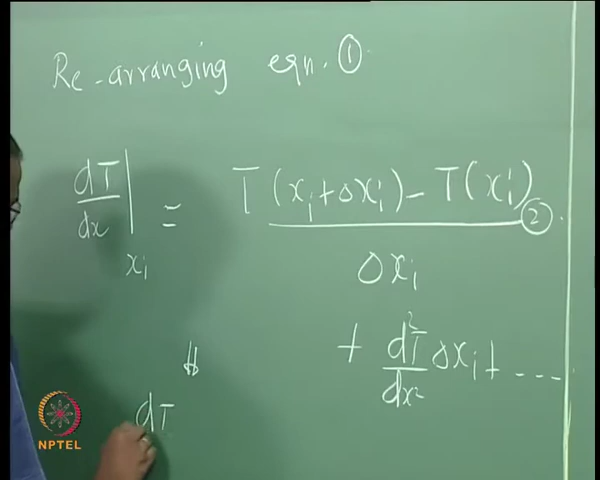 Re-arranging eqn. ①.
dT/dx |xi = T(xi+Δxi) - T(xi) / Δxi ②.
+ d²T/dx² Δxi + ----
dT
NPTEL